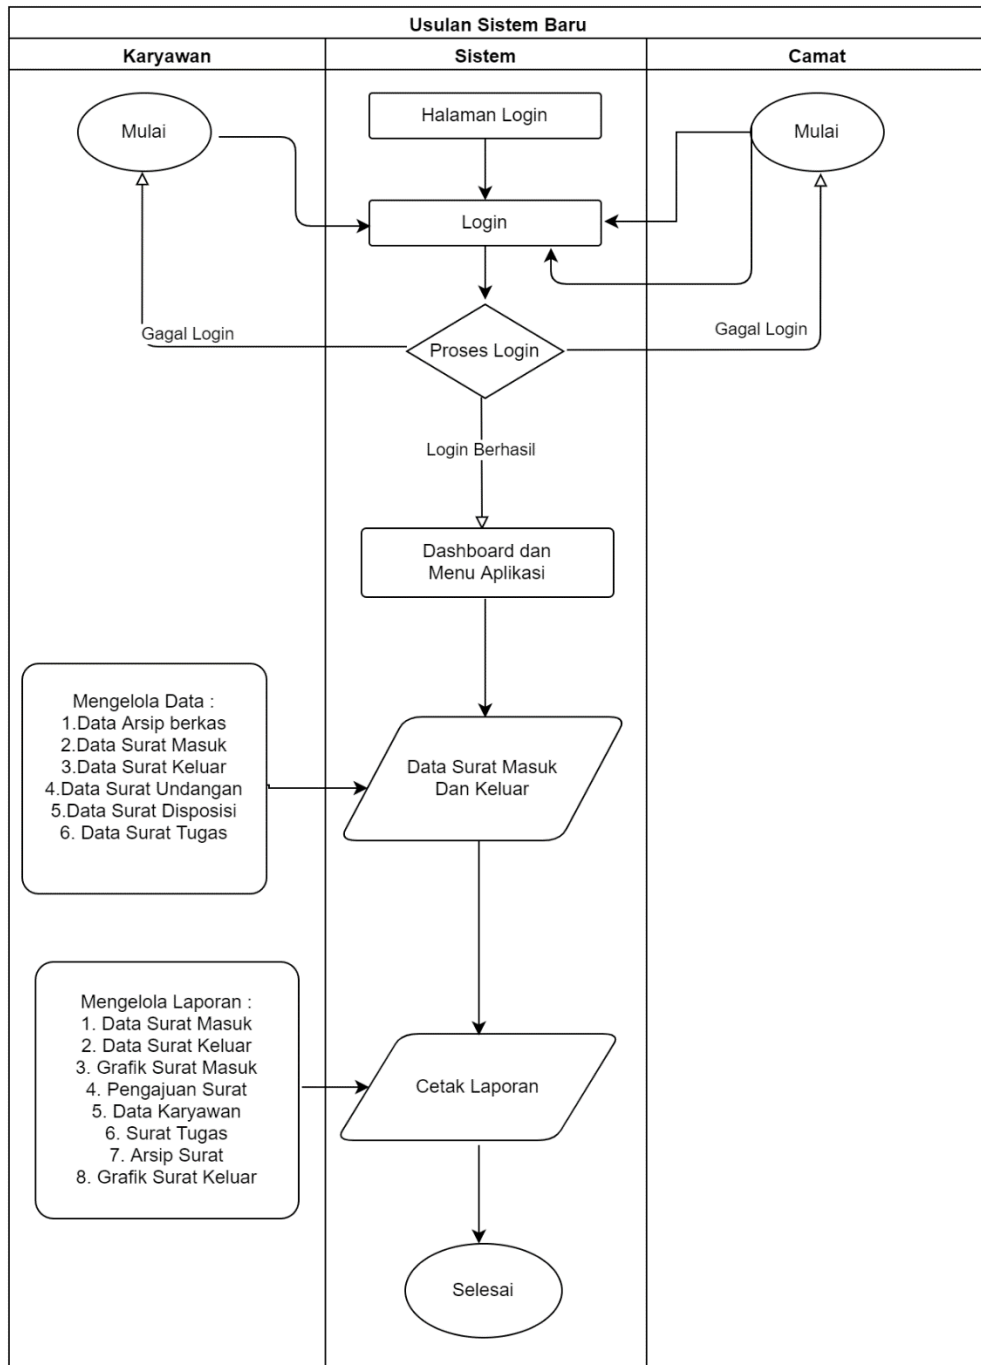 Usulan Sistem Baru
Karyawan
Sistem
Camat
Mulai
Halaman Login
Mulai
Login
Gagal Login
Proses Login
Gagal Login
Login Berhasil
Dashboard dan
Menu Aplikasi
Mengelola Data :
1.Data Arsip berkas
2.Data Surat Masuk
3.Data Surat Keluar
4.Data Surat Undangan
5.Data Surat Disposisi
6. Data Surat Tugas
Data Surat Masuk
Dan Keluar
Mengelola Laporan :
1. Data Surat Masuk
2. Data Surat Keluar
3. Grafik Surat Masuk
4. Pengajuan Surat
5. Data Karyawan
6. Surat Tugas
7. Arsip Surat
8. Grafik Surat Keluar
Cetak Laporan
Selesai